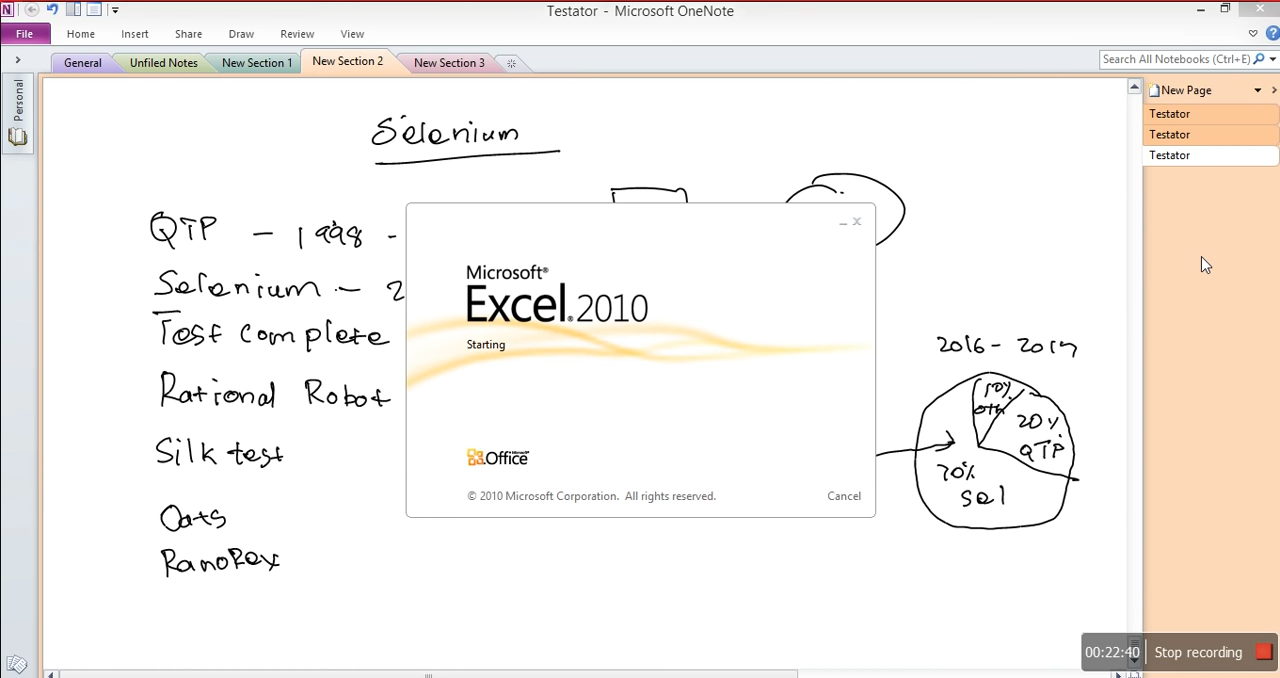 Testator - Microsoft OneNote
File Home Insert Share Draw Review View
General Unfiled Notes New Section 1 New Section 2 New Section 3
Search All Notebooks (Ctrl+E)
Personal
New Page
Testator
Testator
Testator
Selenium
QTP - 1998 -
Selenium - 2
Test complete
Rational Robot
Silk test
Oats
RanoRex
Microsoft®
Excel® 2010
Starting
Office
© 2010 Microsoft Corporation. All rights reserved.
Cancel
2016 - 2017
10%
oth
20%
QTP
70%
Sel
00:22:40 Stop recording